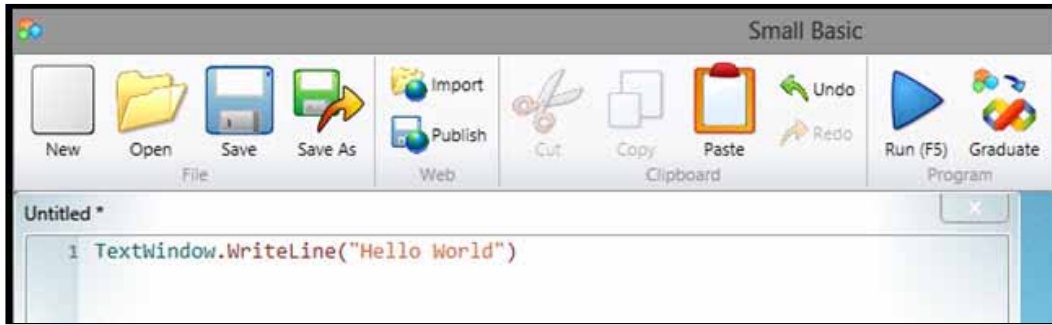 Small Basic
New Open Save Save As Import Publish Cut Copy Paste Undo Redo Run (F5) Graduate
File Web Clipboard Program
Untitled *
1 TextWindow.WriteLine("Hello World")